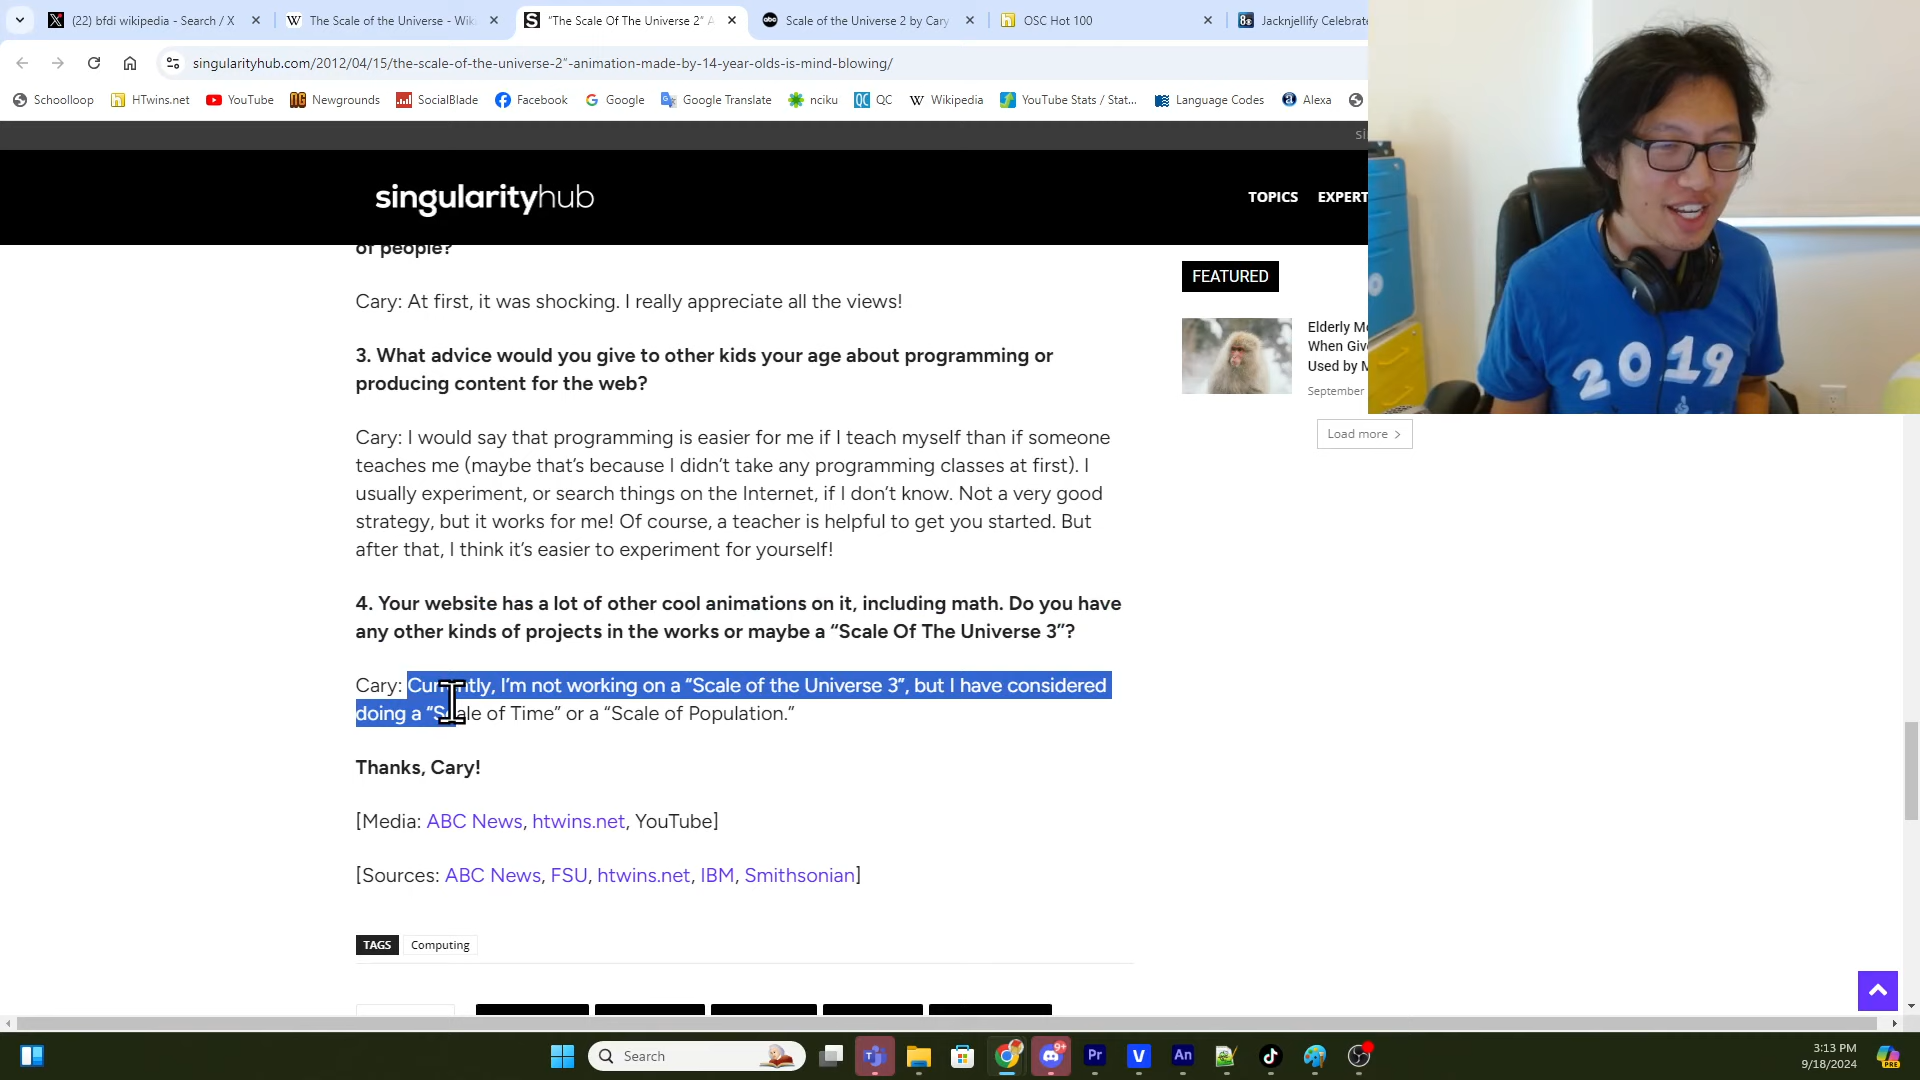 (22) bfdi wikipedia - Search / X
The Scale of the Universe - Wiki
"The Scale Of The Universe 2" A
Scale of the Universe 2 by Cary
OSC Hot 100
Jacknjellify Celebrate
singularityhub.com/2012/04/15/the-scale-of-the-universe-2″-animation-made-by-14-year-olds-is-mind-blowing/
Schoolloop
HTwins.net
YouTube
Newgrounds
SocialBlade
Facebook
Google
Google Translate
nciku
QC
Wikipedia
YouTube Stats / Stat...
Language Codes
Alexa
si
singularityhub
TOPICS
EXPERT
of people?
Cary: At first, it was shocking. I really appreciate all the views!
3. What advice would you give to other kids your age about programming or
producing content for the web?
Cary: I would say that programming is easier for me if I teach myself than if someone
teaches me (maybe that's because I didn't take any programming classes at first). I
usually experiment, or search things on the Internet, if I don't know. Not a very good
strategy, but it works for me! Of course, a teacher is helpful to get you started. But
after that, I think it's easier to experiment for yourself!
4. Your website has a lot of other cool animations on it, including math. Do you have
any other kinds of projects in the works or maybe a "Scale Of The Universe 3"?
Cary: Currently, I'm not working on a "Scale of the Universe 3", but I have considered
doing a "Scale of Time" or a "Scale of Population."
Thanks, Cary!
[Media: ABC News, htwins.net, YouTube]
[Sources: ABC News, FSU, htwins.net, IBM, Smithsonian]
TAGS
Computing
FEATURED
Elderly Mo
When Give
Used by M
September
Load more
2019
Search
9+
Pr
V
An
3:13 PM
9/18/2024
PRE